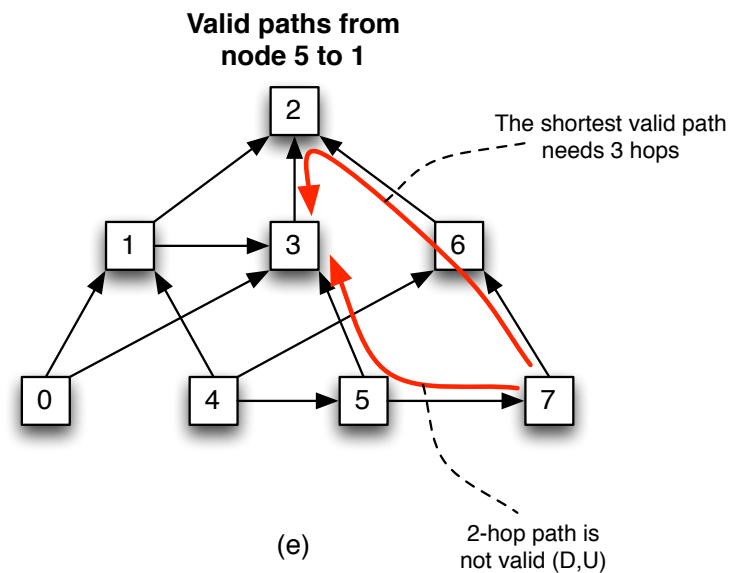 Valid paths from
node 5 to 1
2
The shortest valid path
needs 3 hops
1
3
6
0
4
5
7
2-hop path is
not valid (D,U)
(e)